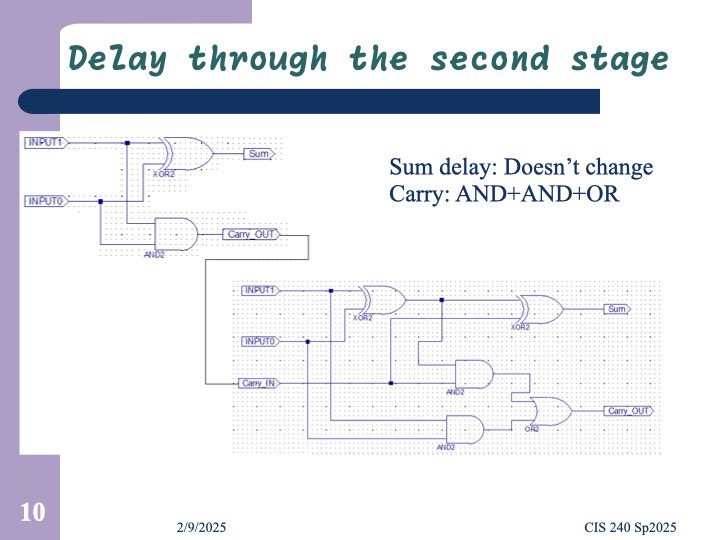 Delay through the second stage
Sum delay: Doesn’t change
Carry: AND+AND+OR
INPUT1
XOR2
Sum
INPUT0
AND2
Carry_OUT
INPUT1
XOR2
XOR2
Sum
INPUT0
Carry_IN
AND2
OR2
Carry_OUT
AND2
10
2/9/2025
CIS 240 Sp2025